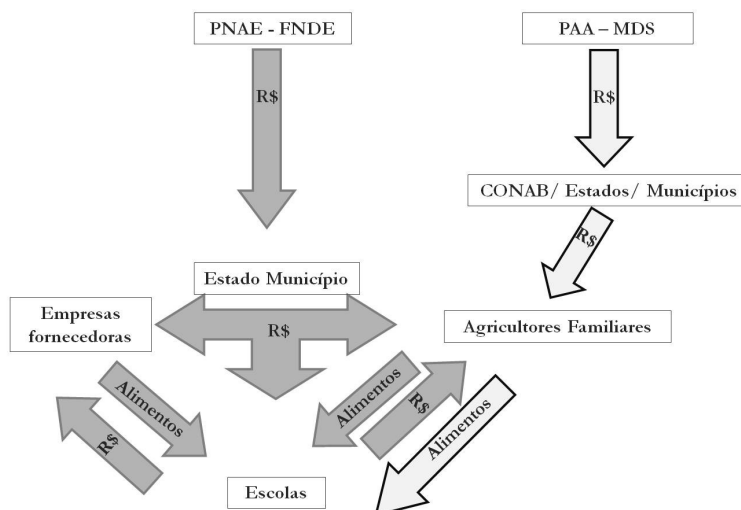 PNAE - FNDE
PAA – MDS
R$
R$
CONAB/ Estados/ Municípios
R$
Estado Município
Empresas
fornecedoras
R$
Agricultores Familiares
Alimentos
R$
Alimentos
R$
Alimentos
Escolas